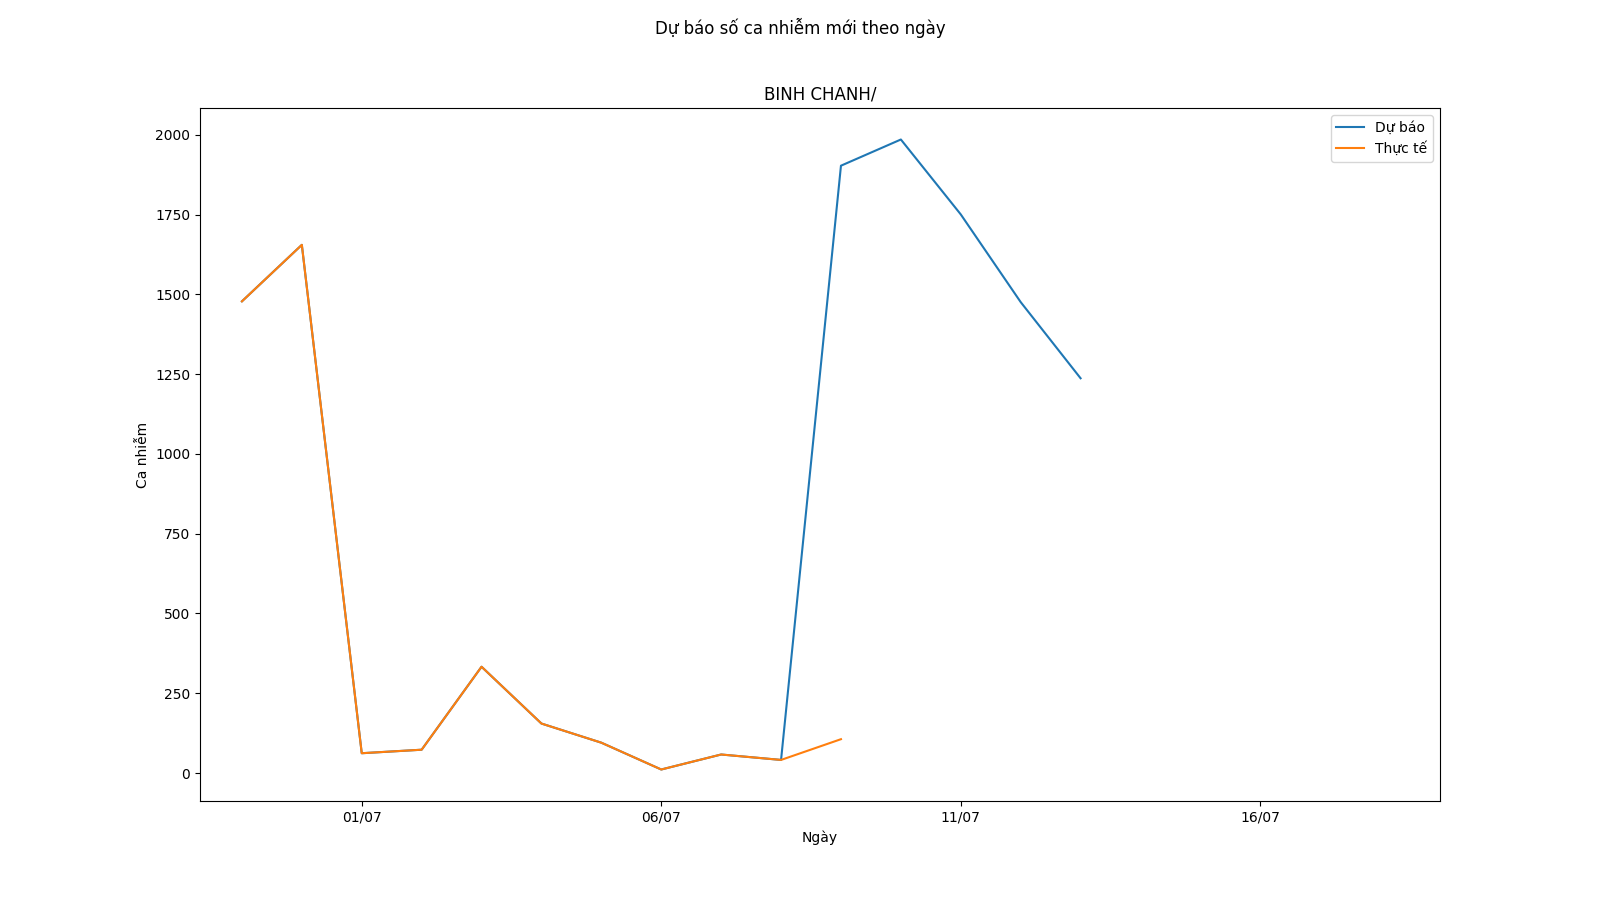 Dự báo số ca nhiễm mới theo ngày
BINH CHANH/
Dự báo
Thực tế
2000
1750
1500
1250
1000
750
500
250
0
Ca nhiễm
01/07
06/07
11/07
16/07
Ngày